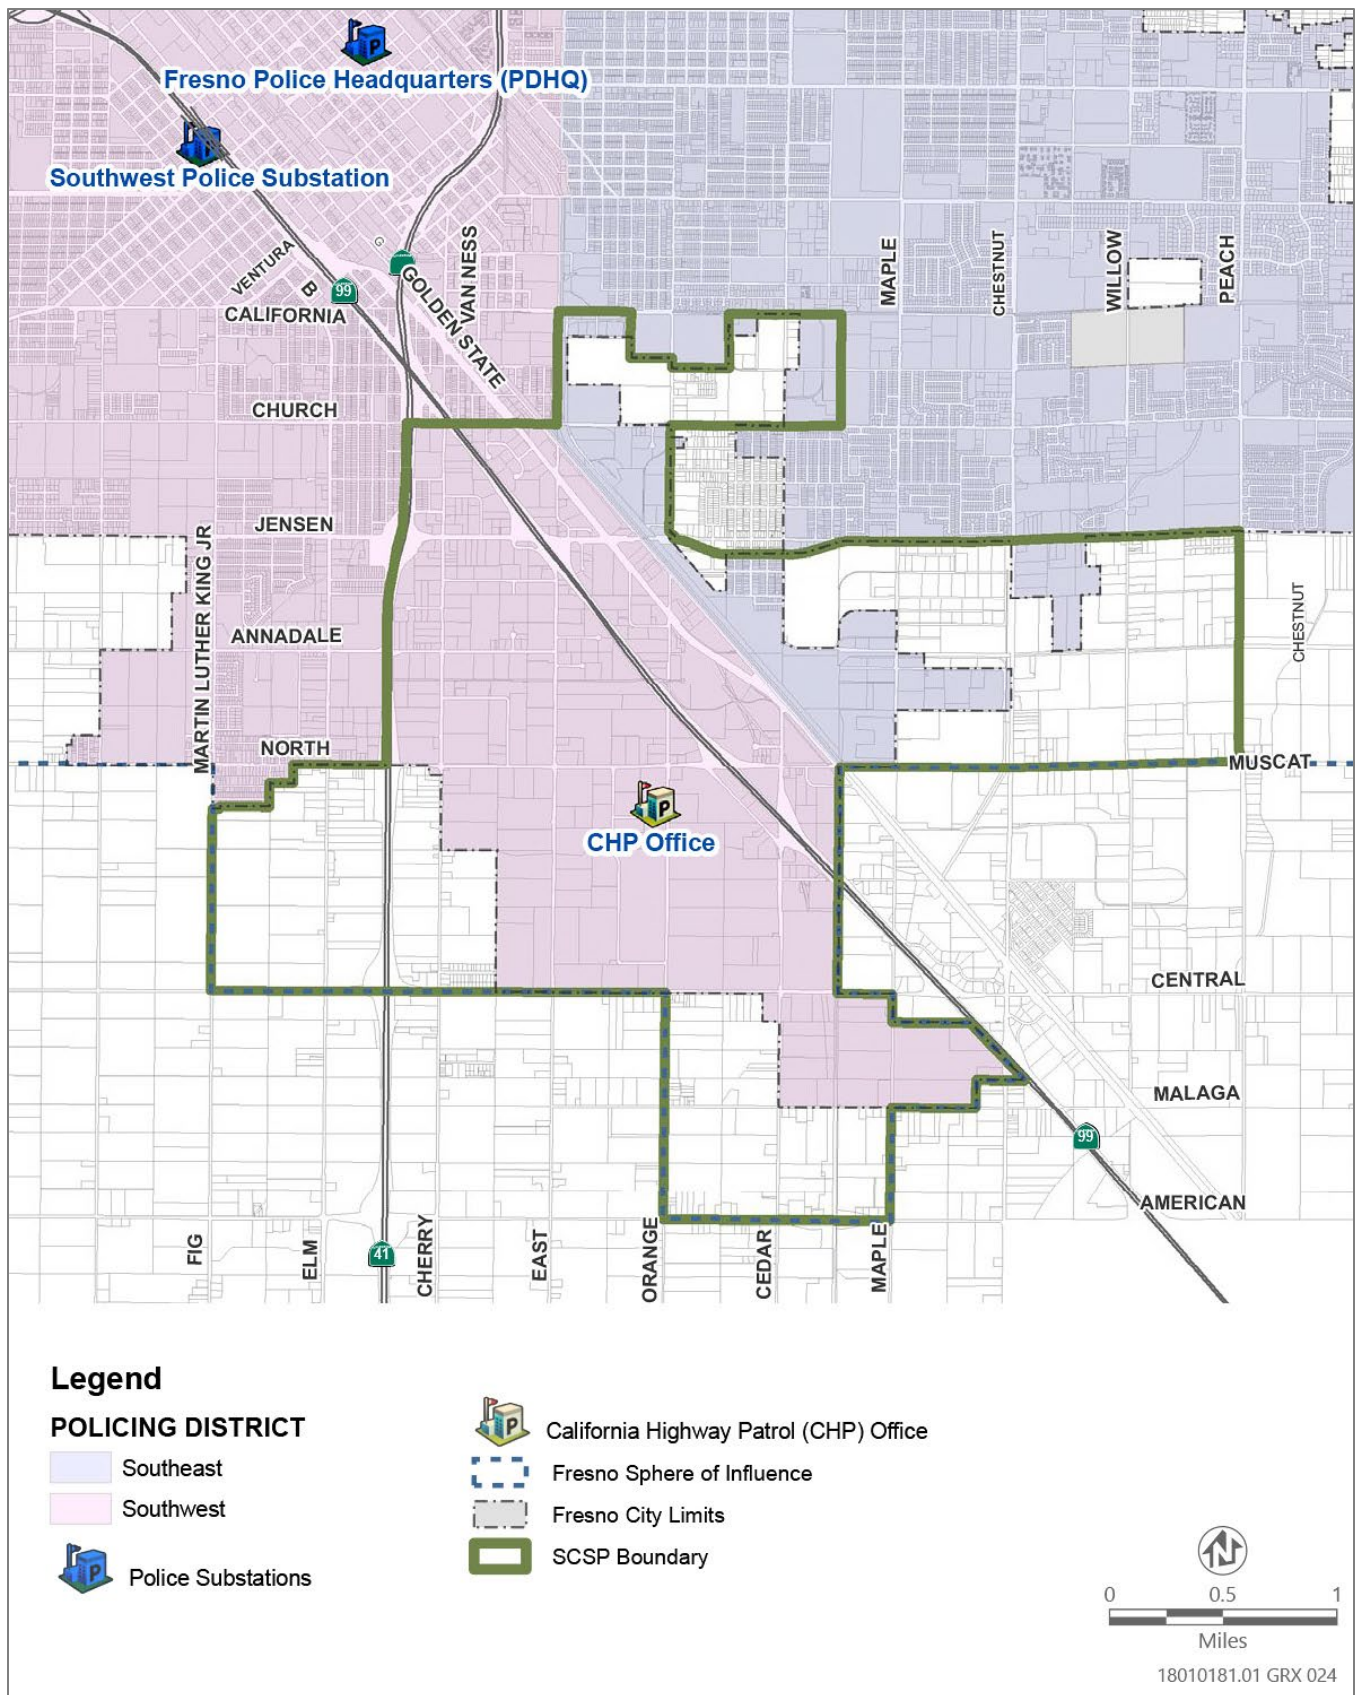 Fresno Police Headquarters (PDHQ)
Southwest Police Substation
VENTURA
G
B
99
GOLDEN STATE
VAN NESS
MAPLE
CHESTNUT
WILLOW
PEACH
CALIFORNIA
CHURCH
JENSEN
MARTIN LUTHER KING JR
ANNADALE
CHESTNUT
NORTH
MUSCAT
CHP Office
CENTRAL
MALAGA
99
AMERICAN
FIG
ELM
41
CHERRY
EAST
ORANGE
CEDAR
MAPLE
Legend
POLICING DISTRICT
Southeast
Southwest
Police Substations
California Highway Patrol (CHP) Office
Fresno Sphere of Influence
Fresno City Limits
SCSP Boundary
N
0 0.5 1
Miles
18010181.01 GRX 024